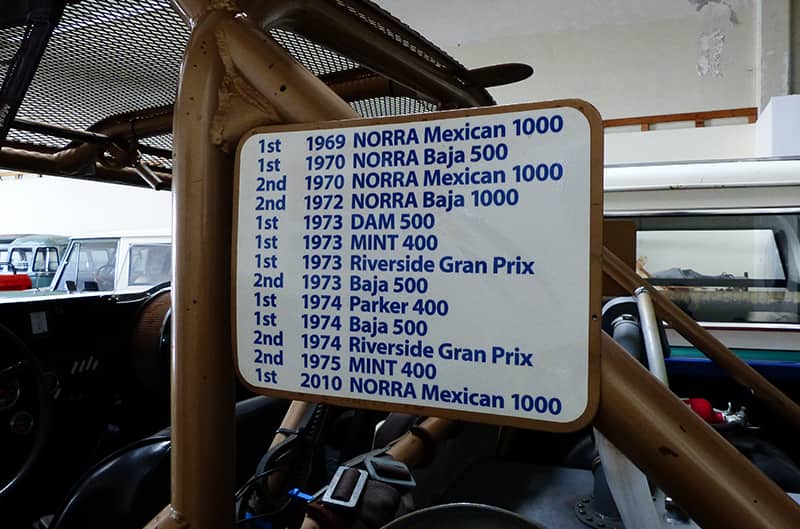 1st 1969 NORRA Mexican 1000
1st 1970 NORRA Baja 500
2nd 1970 NORRA Mexican 1000
2nd 1972 NORRA Baja 1000
1st 1973 DAM 500
1st 1973 MINT 400
1st 1973 Riverside Gran Prix
2nd 1973 Baja 500
1st 1974 Parker 400
1st 1974 Baja 500
2nd 1974 Riverside Gran Prix
2nd 1975 MINT 400
1st 2010 NORRA Mexican 1000